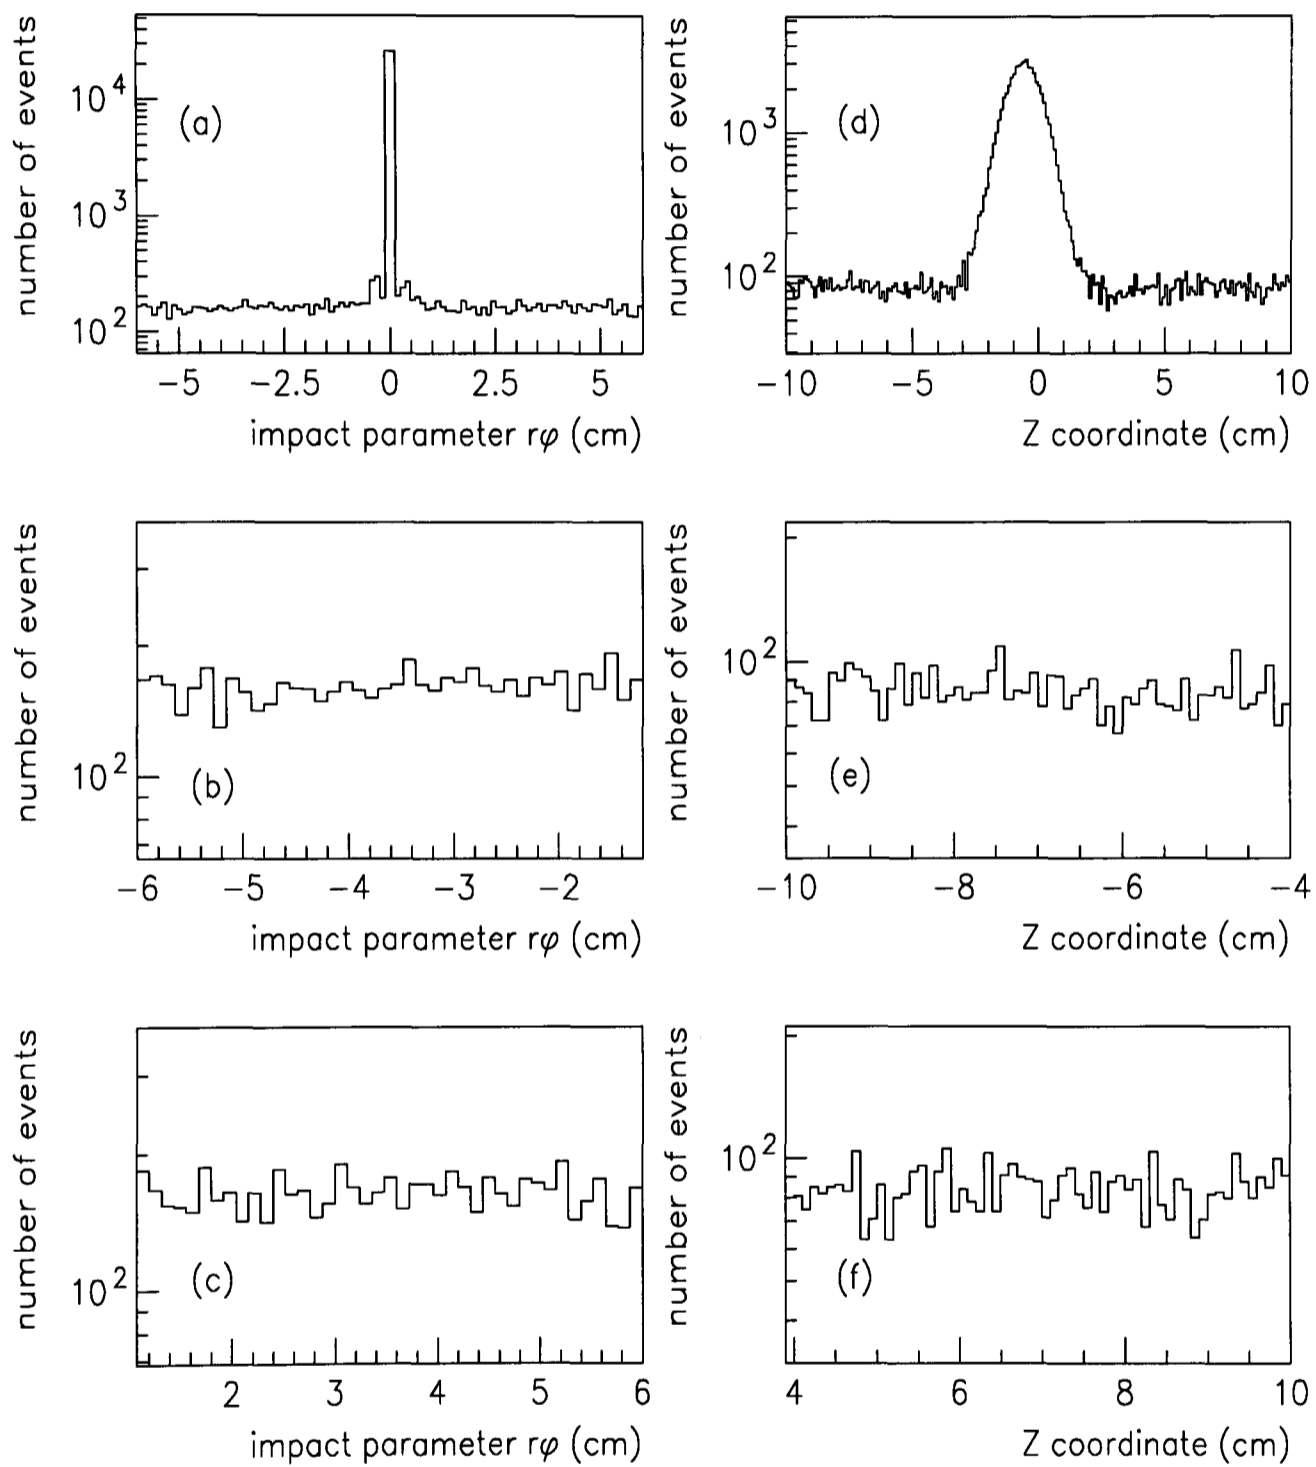 number of events
10^4
10^3
10^2
(a)
−5 −2.5 0 2.5 5
impact parameter rφ (cm)
number of events
10^3
10^2
(d)
−10 −5 0 5 10
Z coordinate (cm)
number of events
10^2
(b)
−6 −5 −4 −3 −2
impact parameter rφ (cm)
number of events
10^2
(e)
−10 −8 −6 −4
Z coordinate (cm)
number of events
10^2
(c)
2 3 4 5 6
impact parameter rφ (cm)
number of events
10^2
(f)
4 6 8 10
Z coordinate (cm)